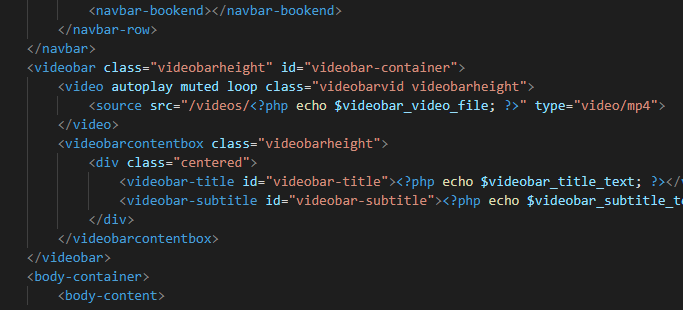 <navbar-bookend></navbar-bookend>
</navbar-row>
</navbar>
<videobar class="videobarheight" id="videobar-container">
<video autoplay muted loop class="videobarvid videobarheight">
<source src="/videos/<?php echo $videobar_video_file; ?>" type="video/mp4">
</video>
<videobarcontentbox class="videobarheight">
<div class="centered">
<videobar-title id="videobar-title"><?php echo $videobar_title_text; ?></v
<videobar-subtitle id="videobar-subtitle"><?php echo $videobar_subtitle_te
</div>
</videobarcontentbox>
</videobar>
<body-container>
<body-content>